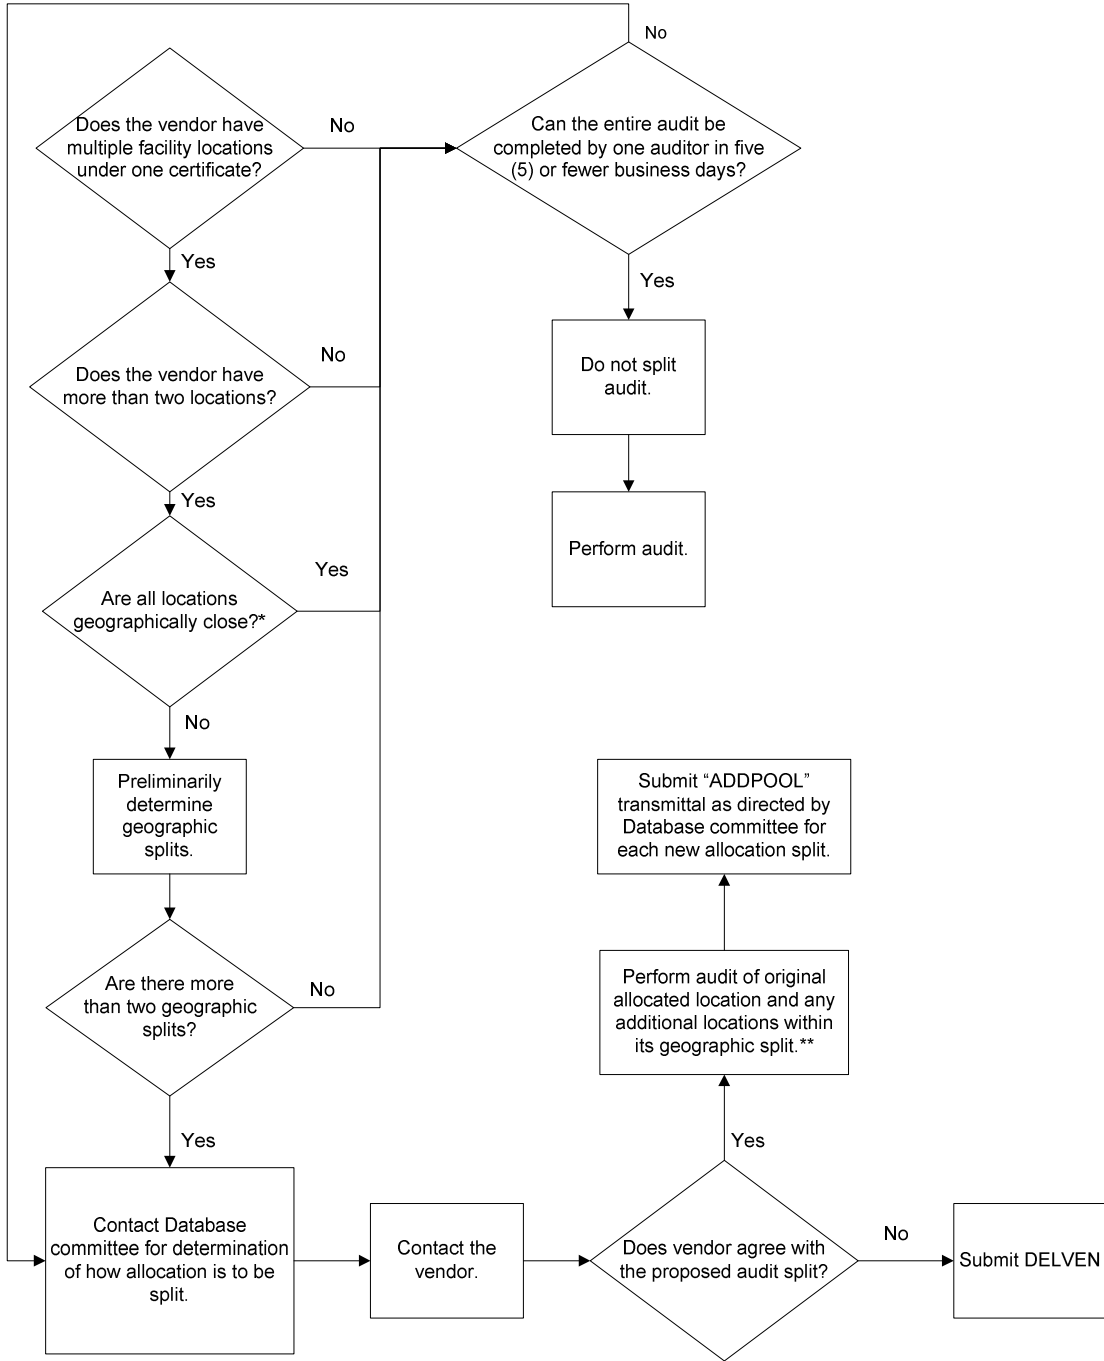 No
Does the vendor have
multiple facility locations
under one certificate?
No
Can the entire audit be
completed by one auditor in five
(5) or fewer business days?
Yes
Yes
Does the vendor have
more than two locations?
No
Do not split
audit.
Yes
Perform audit.
Are all locations
geographically close?*
Yes
No
Preliminarily
determine
geographic
splits.
Submit “ADDPOOL”
transmittal as directed by
Database committee for
each new allocation split.
Are there more
than two geographic
splits?
No
Perform audit of original
allocated location and any
additional locations within
its geographic split.**
Yes
Yes
Contact Database
committee for determination
of how allocation is to be
split.
Contact the
vendor.
Does vendor agree with
the proposed audit split?
No
Submit DELVEN